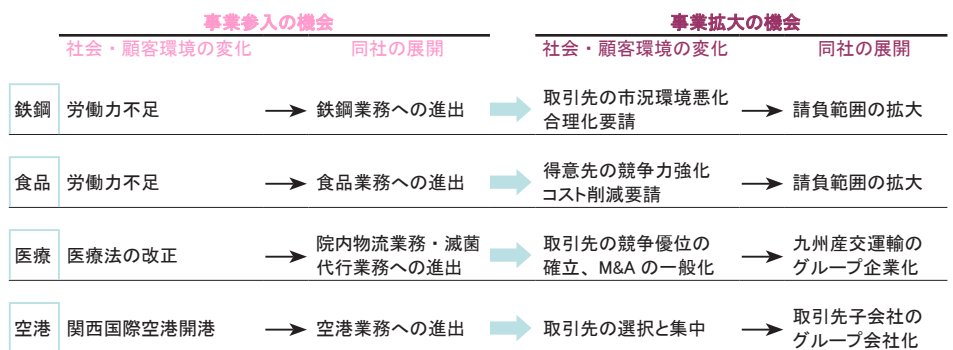 事業参入の機会
事業拡大の機会
社会・顧客環境の変化
同社の展開
社会・顧客環境の変化
同社の展開
鉄鋼
労働力不足
鉄鋼業務への進出
取引先の市況環境悪化
合理化要請
請負範囲の拡大
食品
労働力不足
食品業務への進出
得意先の競争力強化
コスト削減要請
請負範囲の拡大
医療
医療法の改正
院内物流業務・滅菌
代行業務への進出
取引先の競争優位の
確立、M&Aの一般化
九州産交運輸の
グループ企業化
空港
関西国際空港開港
空港業務への進出
取引先の選択と集中
取引先子会社の
グループ会社化